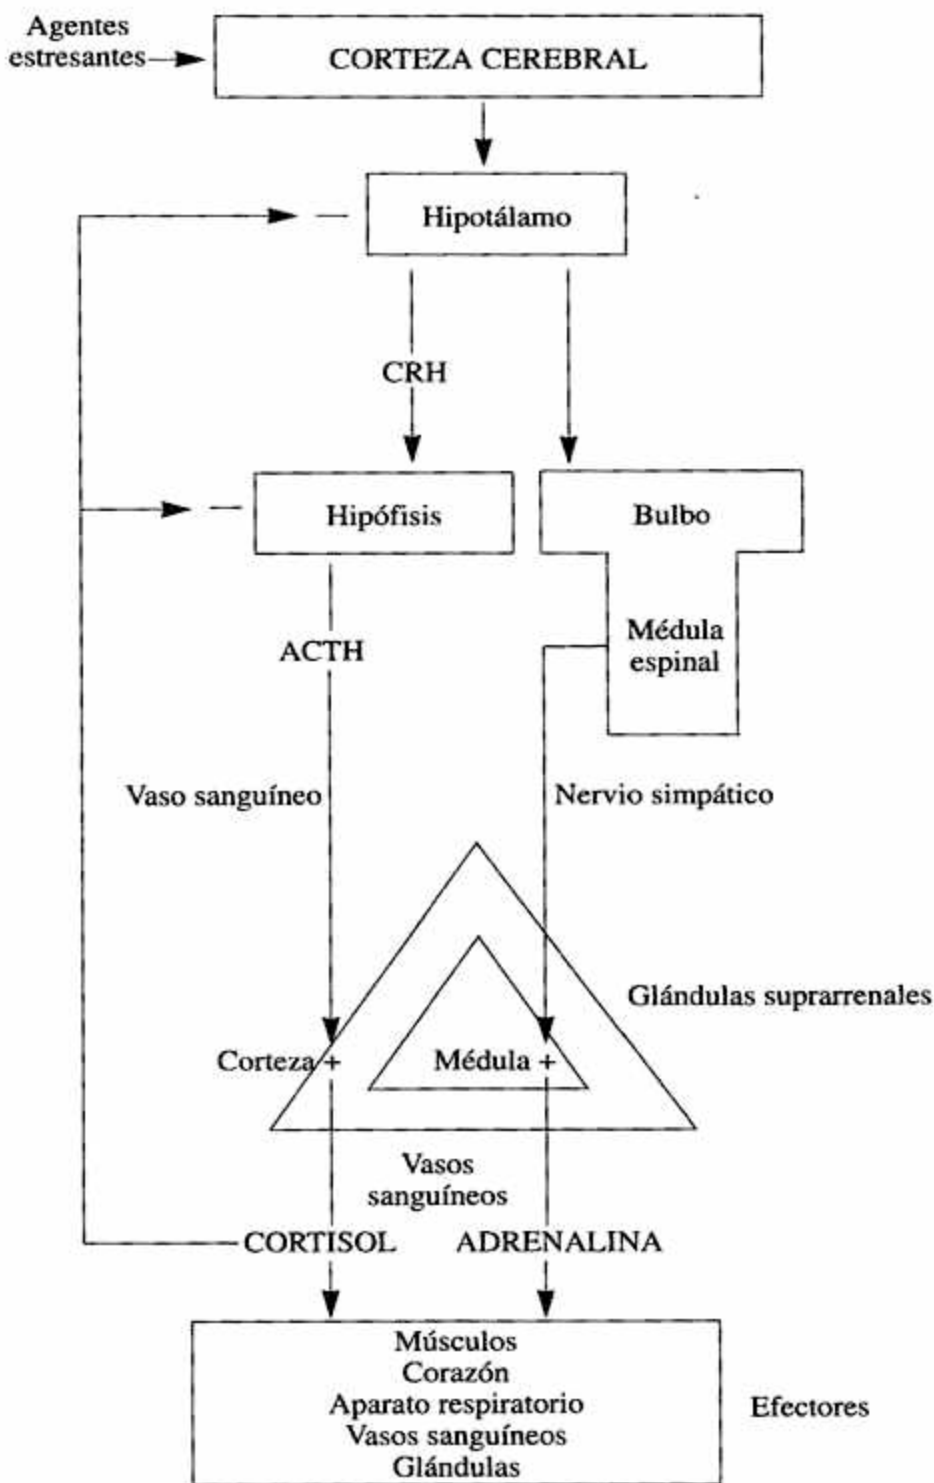 Agentes
estresantes
CORTEZA CEREBRAL
Hipotálamo
CRH
Hipófisis
Bulbo
Médula
espinal
ACTH
Vaso sanguíneo
Nervio simpático
Glándulas suprarrenales
Corteza +
Médula +
Vasos
sanguíneos
CORTISOL
ADRENALINA
Músculos
Corazón
Aparato respiratorio
Vasos sanguíneos
Glándulas
Efectores